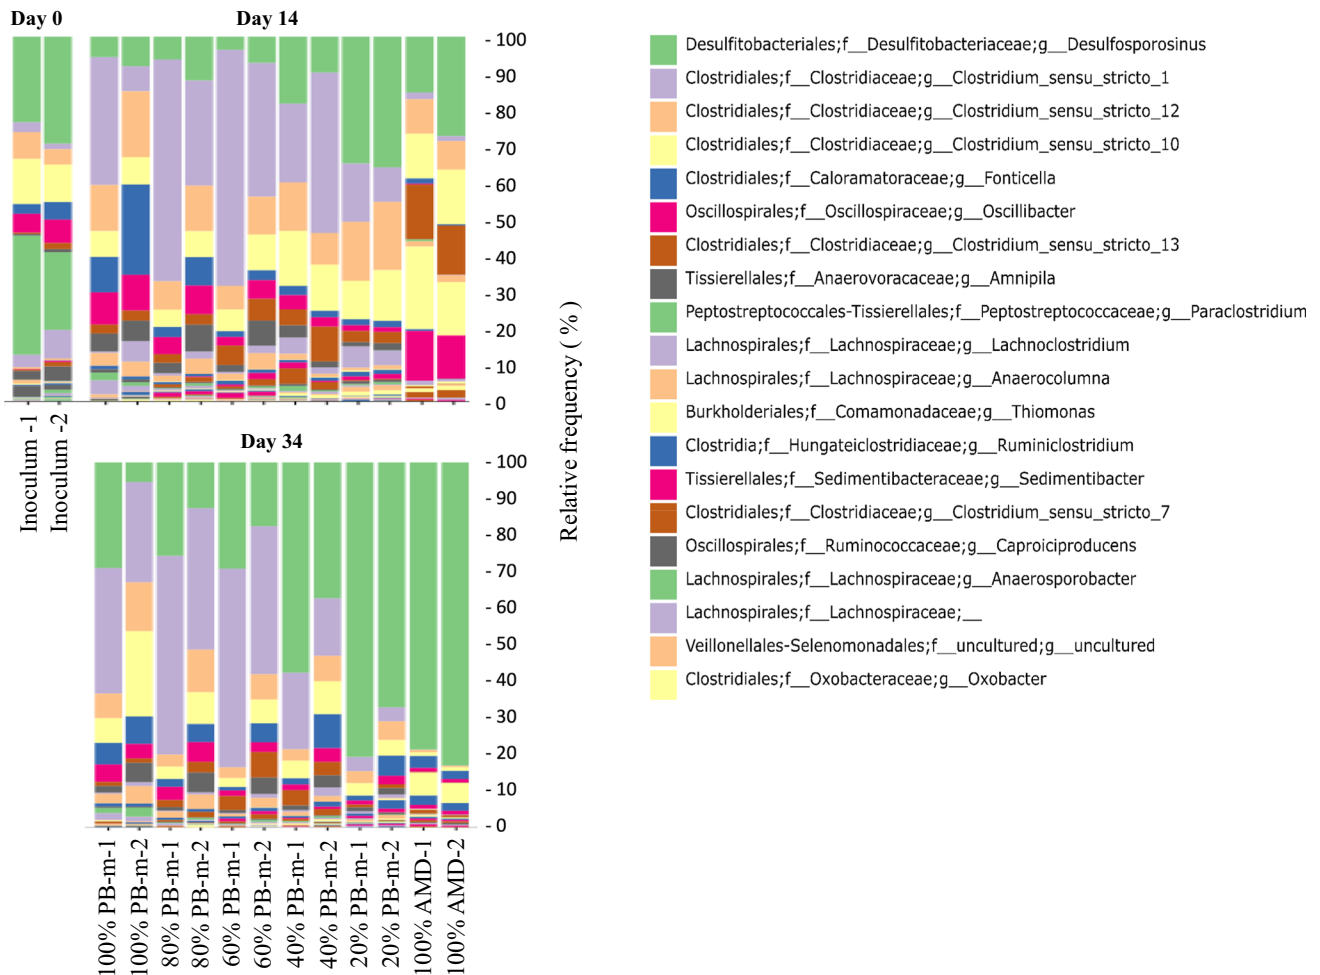 Day 0
Day 14
- 100
- 90
- 80
- 70
- 60
- 50
- 40
- 30
- 20
- 10
- 0
Inoculum -1
Inoculum -2
Day 34
- 100
- 90
- 80
- 70
- 60
- 50
- 40
- 30
- 20
- 10
- 0
100% PB-m-1
100% PB-m-2
80% PB-m-1
80% PB-m-2
60% PB-m-1
60% PB-m-2
40% PB-m-1
40% PB-m-2
20% PB-m-1
20% PB-m-2
100% AMD-1
100% AMD-2
Relative frequency ( %)
Desulfitobacteriales;f__Desulfitobacteriaceae;g__Desulfosporosinus
Clostridiales;f__Clostridiaceae;g__Clostridium_sensu_stricto_1
Clostridiales;f__Clostridiaceae;g__Clostridium_sensu_stricto_12
Clostridiales;f__Clostridiaceae;g__Clostridium_sensu_stricto_10
Clostridiales;f__Caloramatoraceae;g__Fonticella
Oscillospirales;f__Oscillospiraceae;g__Oscillibacter
Clostridiales;f__Clostridiaceae;g__Clostridium_sensu_stricto_13
Tissierellales;f__Anaerovoracaceae;g__Amnipila
Peptostreptococcales-Tissierellales;f__Peptostreptococcaceae;g__Paraclostridium
Lachnospirales;f__Lachnospiraceae;g__Lachnoclostridium
Lachnospirales;f__Lachnospiraceae;g__Anaerocolumna
Burkholderiales;f__Comamonadaceae;g__Thiomonas
Clostridia;f__Hungateiclostridiaceae;g__Ruminiclostridium
Tissierellales;f__Sedimentibacteraceae;g__Sedimentibacter
Clostridiales;f__Clostridiaceae;g__Clostridium_sensu_stricto_7
Oscillospirales;f__Ruminococcaceae;g__Caproiciproducens
Lachnospirales;f__Lachnospiraceae;g__Anaerosporobacter
Lachnospirales;f__Lachnospiraceae;__
Veillonellales-Selenomonadales;f__uncultured;g__uncultured
Clostridiales;f__Oxobacteraceae;g__Oxobacter